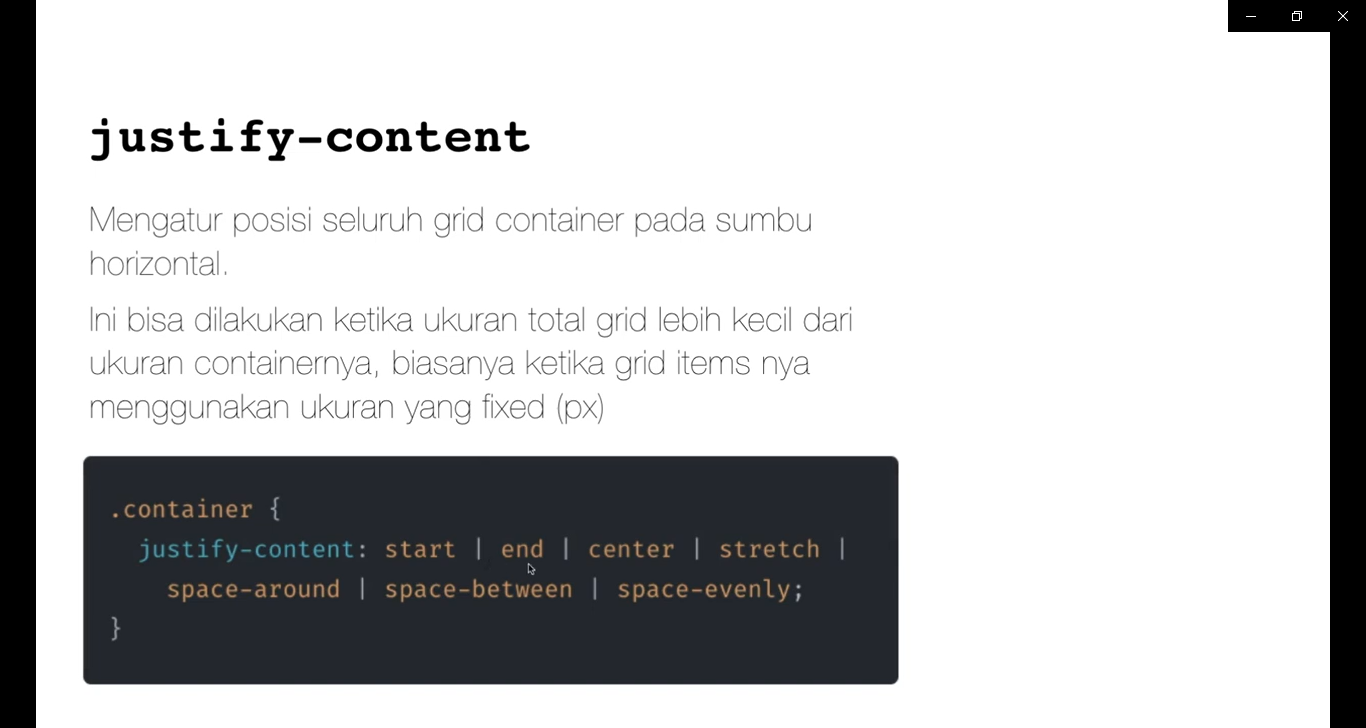 justify-content
Mengatur posisi seluruh grid container pada sumbu
horizontal.
Ini bisa dilakukan ketika ukuran total grid lebih kecil dari
ukuran containernya, biasanya ketika grid items nya
menggunakan ukuran yang fixed (px)
.container {
justify-content: start | end | center | stretch |
space-around | space-between | space-evenly;
}